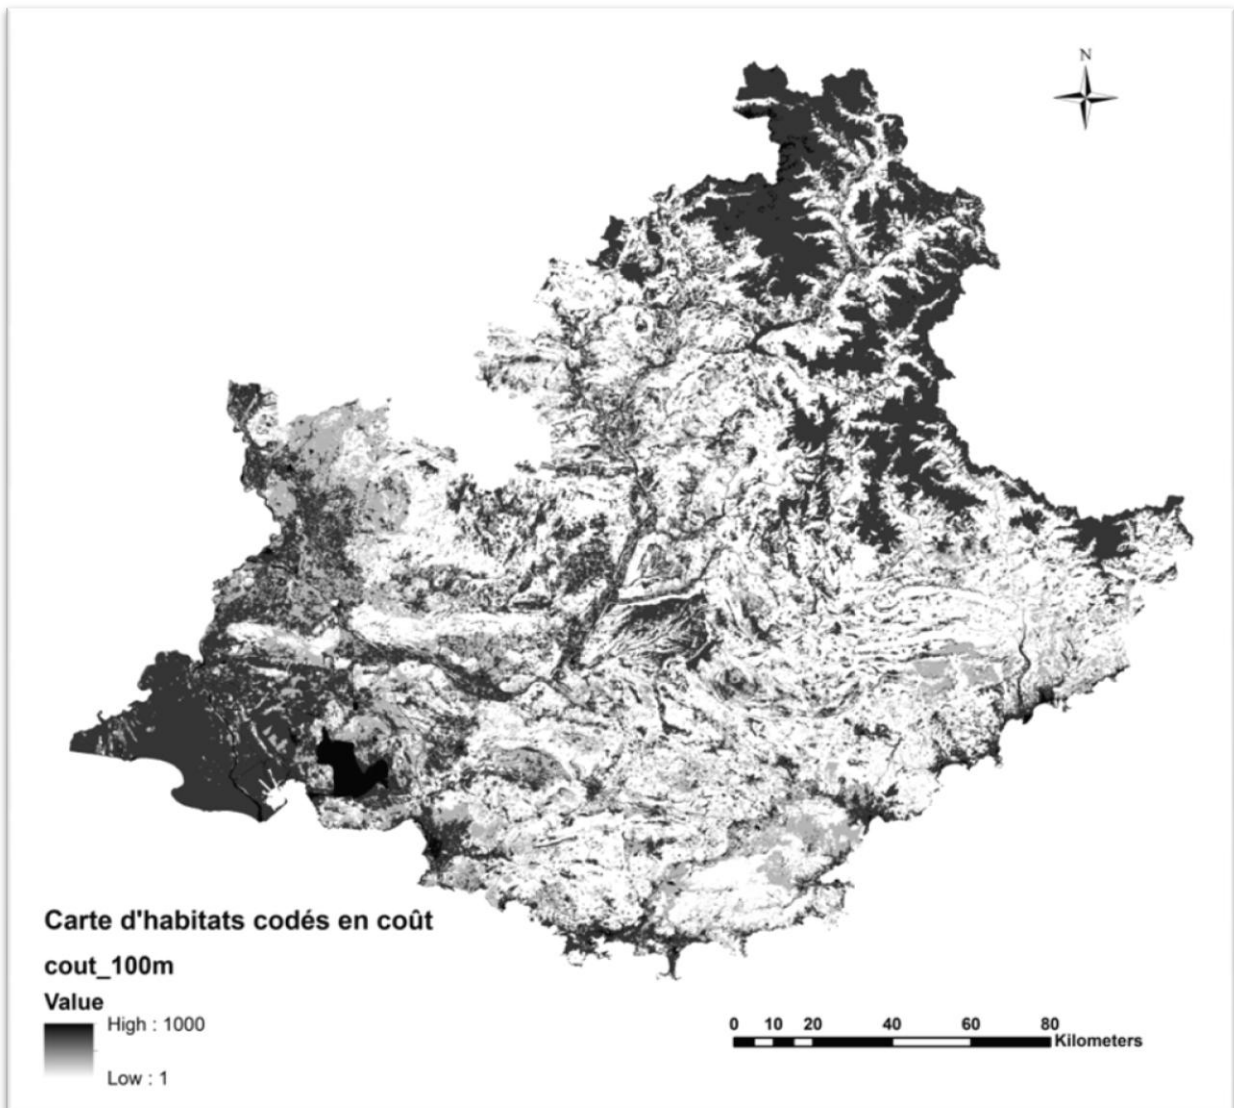 N
Carte d'habitats codés en coût
cout_100m
Value
High : 1000
Low : 1
0 10 20 40 60 80
Kilometers